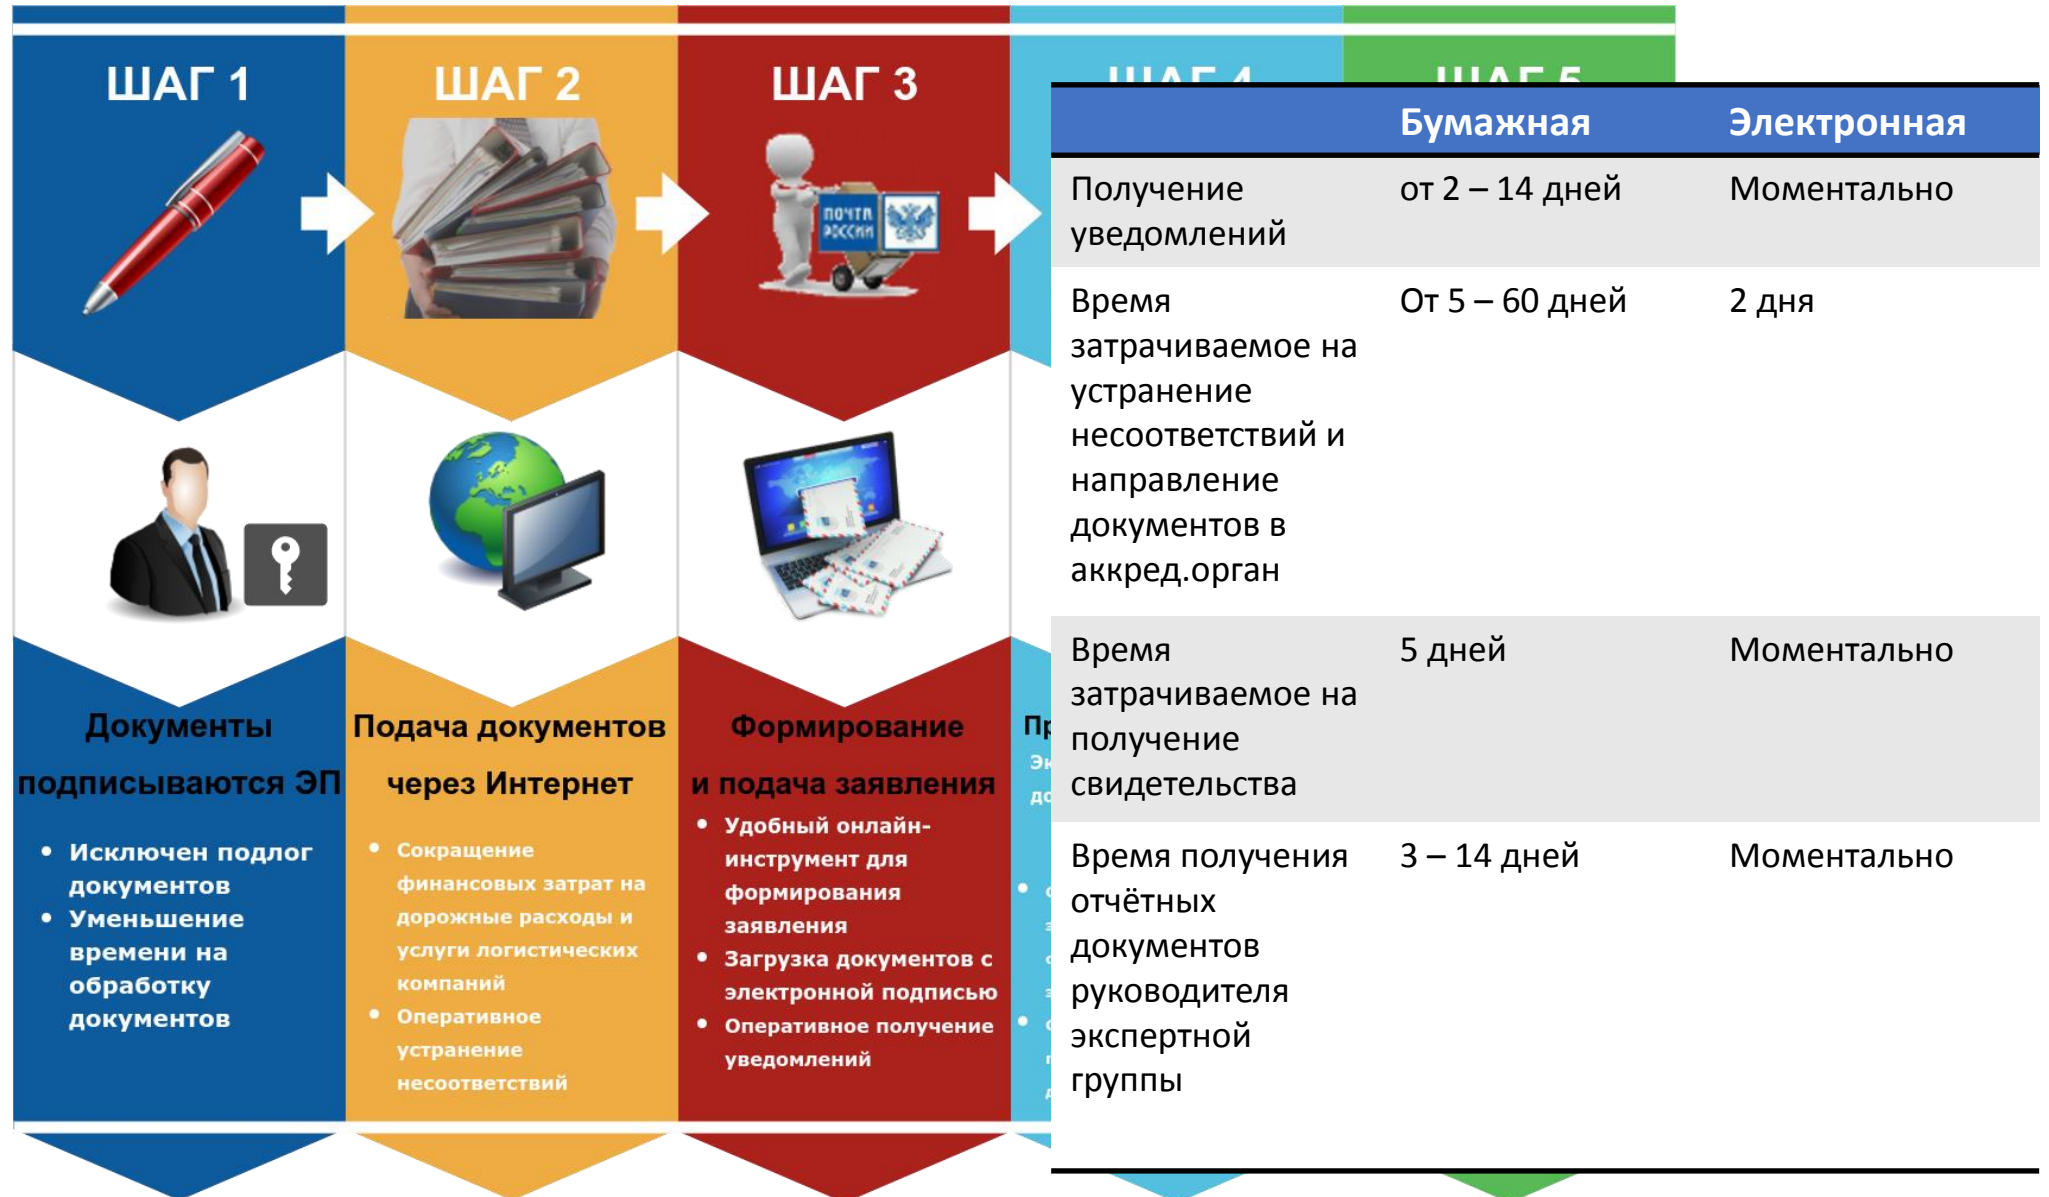 ШАГ 1
ШАГ 2
ШАГ 3
ШАГ 4
ШАГ 5
ПОЧТА
РОССИИ
Документы
подписываются ЭП
• Исключен подлог
документов
• Уменьшение
времени на
обработку
документов
Подача документов
через Интернет
• Сокращение
финансовых затрат на
дорожные расходы и
услуги логистических
компаний
• Оперативное
устранение
несоответствий
Формирование
и подача заявления
• Удобный онлайн-
инструмент для
формирования
заявления
• Загрузка документов с
электронной подписью
• Оперативное получение
уведомлений
Бумажная Электронная
Получение от 2 – 14 дней Моментально
уведомлений
Время От 5 – 60 дней 2 дня
затрачиваемое на
устранение
несоответствий и
направление
документов в
аккред.орган
Время 5 дней Моментально
затрачиваемое на
получение
свидетельства
Время получения 3 – 14 дней Моментально
отчётных
документов
руководителя
экспертной
группы